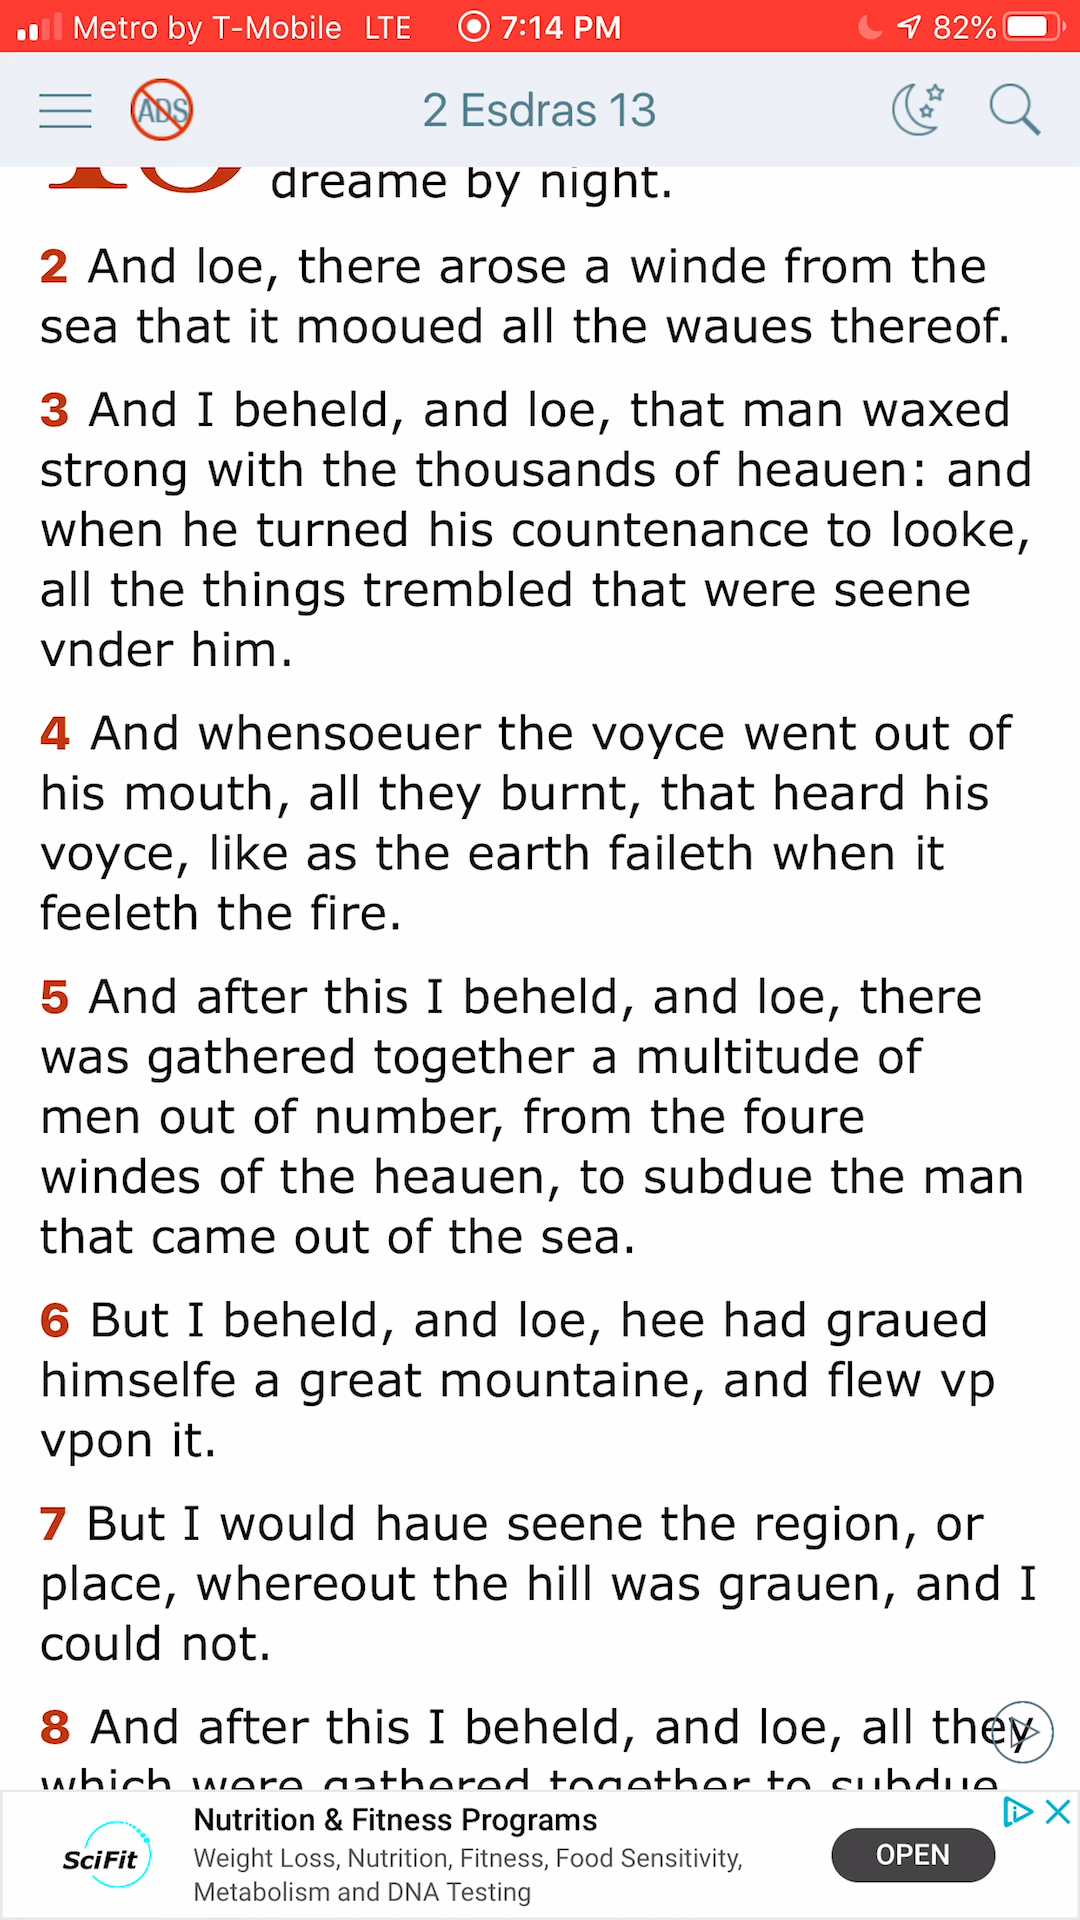 Metro by T-Mobile LTE 7:14 PM 82%
ADS 2 Esdras 13
13 dreame by night.
2 And loe, there arose a winde from the
sea that it mooued all the waues thereof.
3 And I beheld, and loe, that man waxed
strong with the thousands of heauen: and
when he turned his countenance to looke,
all the things trembled that were seene
vnder him.
4 And whensoeuer the voyce went out of
his mouth, all they burnt, that heard his
voyce, like as the earth faileth when it
feeleth the fire.
5 And after this I beheld, and loe, there
was gathered together a multitude of
men out of number, from the foure
windes of the heauen, to subdue the man
that came out of the sea.
6 But I beheld, and loe, hee had graued
himselfe a great mountaine, and flew vp
vpon it.
7 But I would haue seene the region, or
place, whereout the hill was grauen, and I
could not.
8 And after this I beheld, and loe, all they
which were gathered together to subdue
Nutrition & Fitness Programs
SciFit
Weight Loss, Nutrition, Fitness, Food Sensitivity,
Metabolism and DNA Testing
OPEN